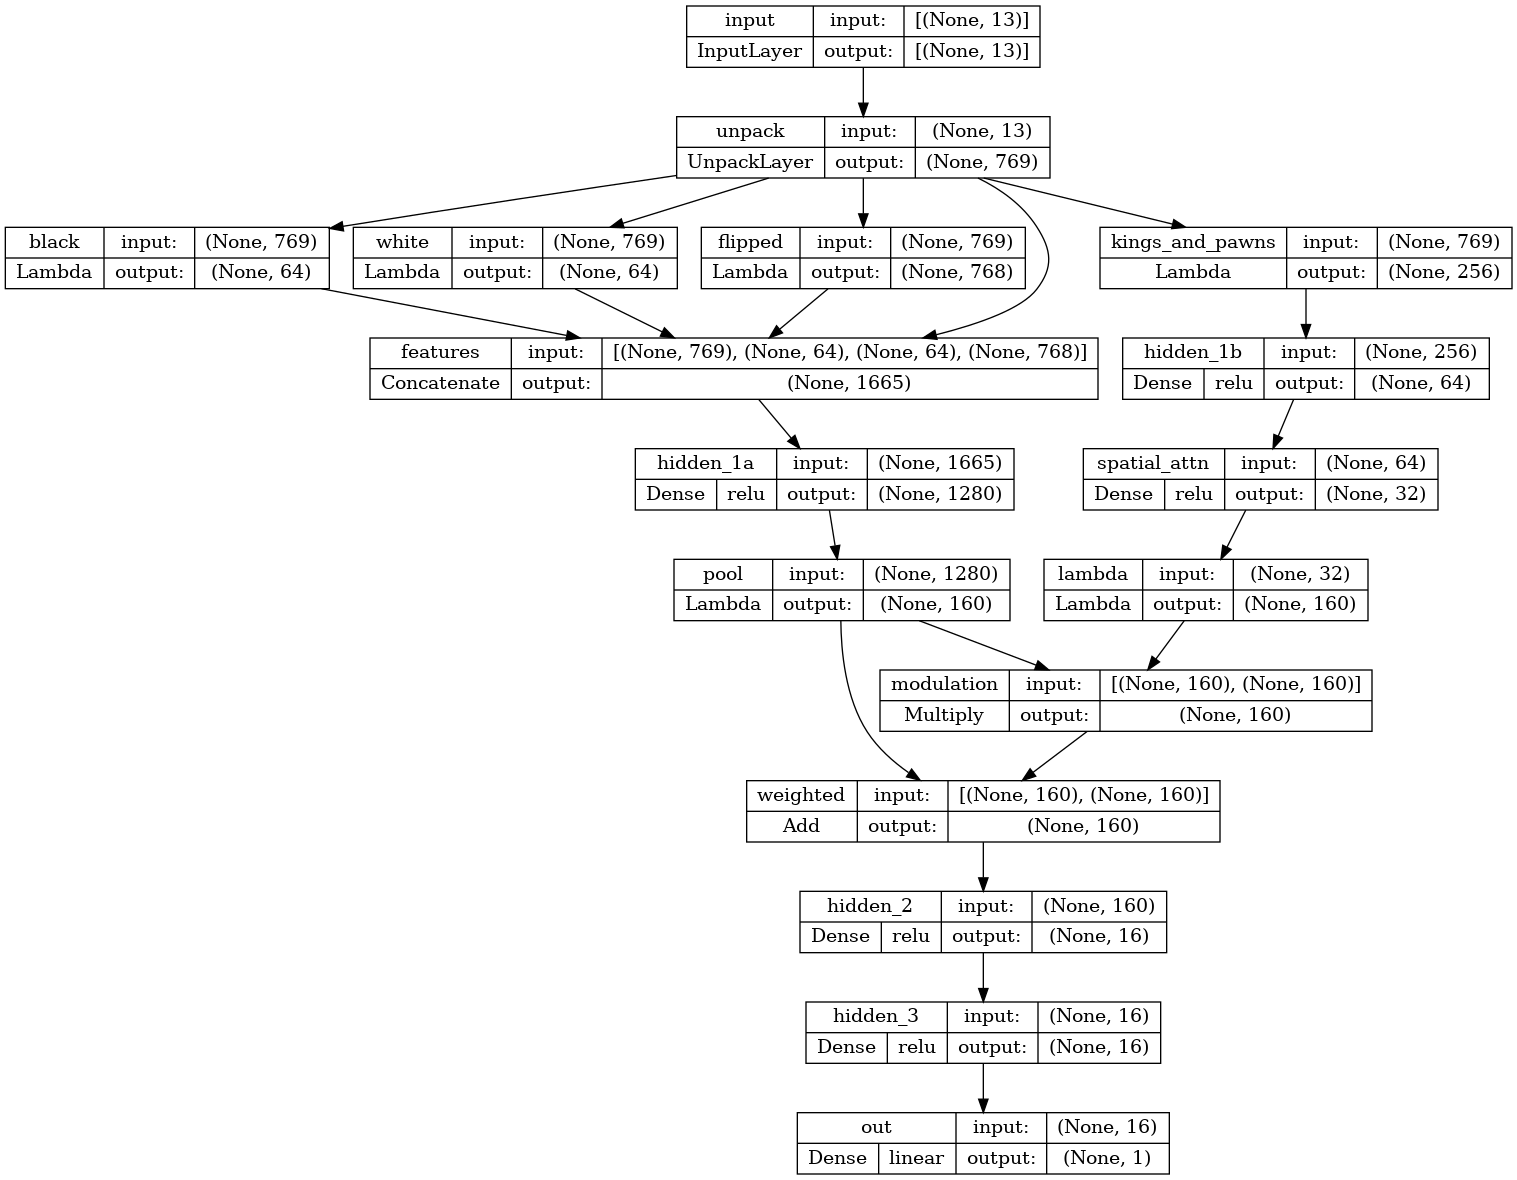 input input: [(None, 13)]
InputLayer output: [(None, 13)]
unpack input: (None, 13)
UnpackLayer output: (None, 769)
black input: (None, 769)
Lambda output: (None, 64)
white input: (None, 769)
Lambda output: (None, 64)
flipped input: (None, 769)
Lambda output: (None, 768)
kings_and_pawns input: (None, 769)
Lambda output: (None, 256)
features input: [(None, 769), (None, 64), (None, 64), (None, 768)]
Concatenate output: (None, 1665)
hidden_1b input: (None, 256)
Dense relu output: (None, 64)
hidden_1a input: (None, 1665)
Dense relu output: (None, 1280)
spatial_attn input: (None, 64)
Dense relu output: (None, 32)
pool input: (None, 1280)
Lambda output: (None, 160)
lambda input: (None, 32)
Lambda output: (None, 160)
modulation input: [(None, 160), (None, 160)]
Multiply output: (None, 160)
weighted input: [(None, 160), (None, 160)]
Add output: (None, 160)
hidden_2 input: (None, 160)
Dense relu output: (None, 16)
hidden_3 input: (None, 16)
Dense relu output: (None, 16)
out input: (None, 16)
Dense linear output: (None, 1)